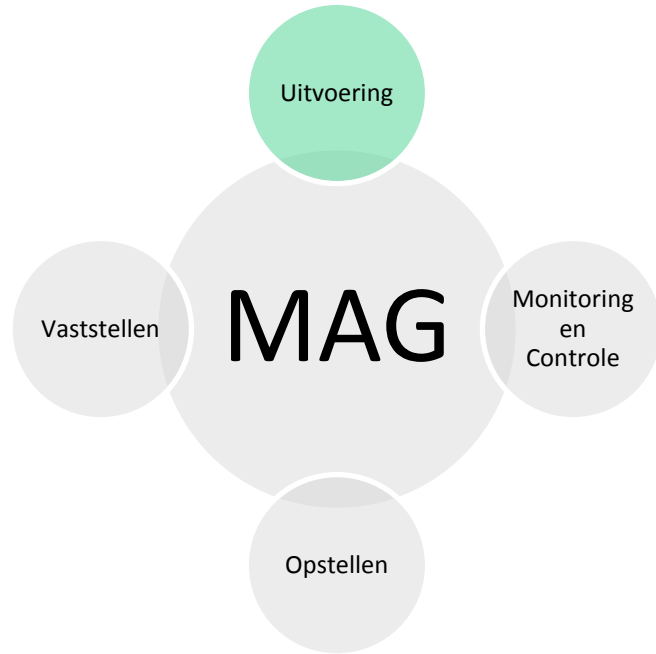 Uitvoering
Vaststellen
MAG
Monitoring
en
Controle
Opstellen